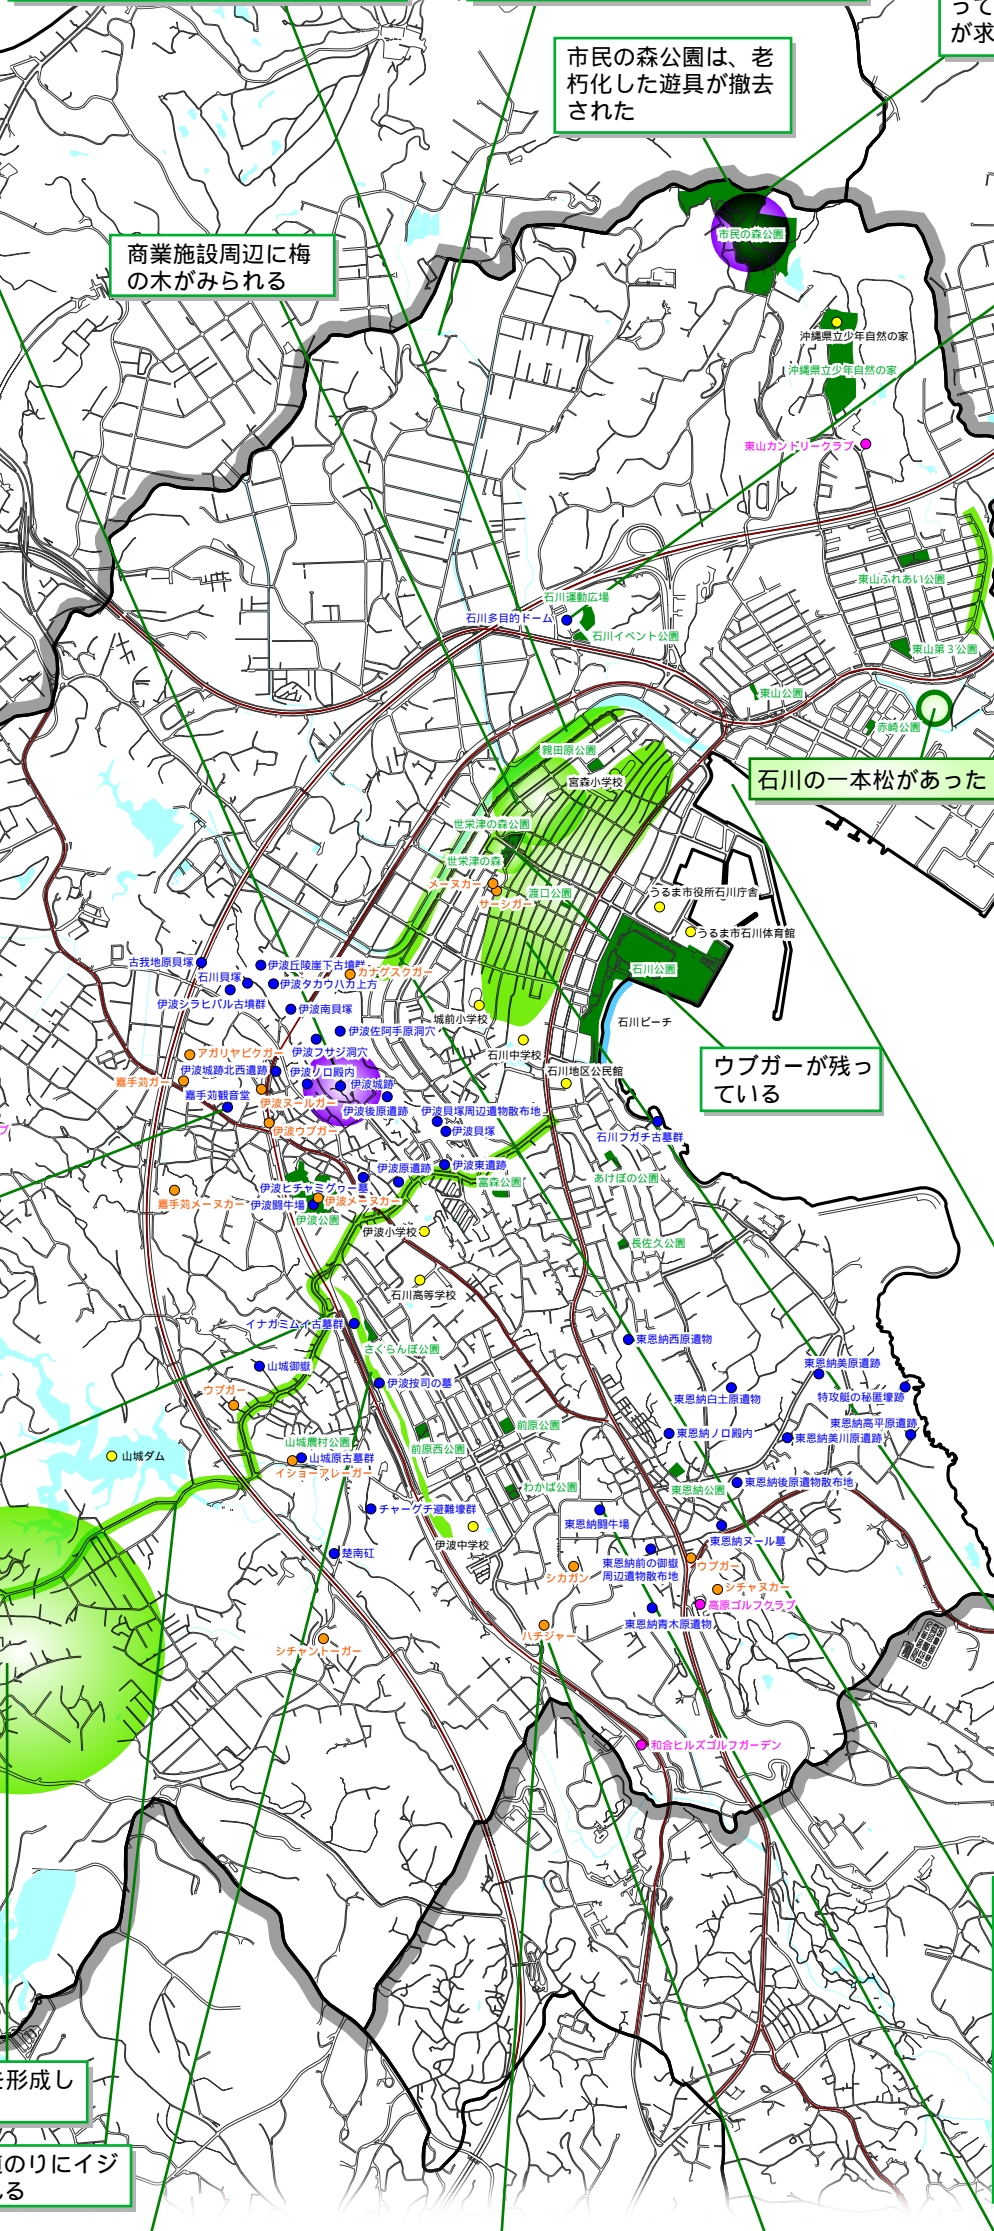 って
が求
市民の森公園は、老
朽化した遊具が撤去
された
市民の森公園
商業施設周辺に梅
の木がみられる
沖縄県立少年自然の家
沖縄県立少年自然の家
東山カントリークラブ
東山ふれあい公園
石川運動広場
石川多目的ドーム
石川イベント公園
東山第3公園
東山公園
赤崎公園
親田原公園
石川の一本松があった
宮森小学校
世栄津の森公園
世栄津の森
メーヌカー
サーシガー
渡口公園
うるま市役所石川庁舎
うるま市石川体育館
古我地原貝塚
伊波丘陵崖下古墳群
カナグスクガー
石川公園
石川貝塚
伊波タカウハカ上方
伊波シラヒバル古墳群
伊波南貝塚
城前小学校
石川ビーチ
伊波佐阿手原洞穴
アガリヤビクガー
伊波フサジ洞穴
石川中学校
嘉手苅ガー
伊波城跡北西遺跡
伊波ノロ殿内
伊波城跡
石川地区公民館
ウブガーが残っ
ている
嘉手苅観音堂
伊波ヌールガー
伊波後原遺跡
伊波貝塚周辺遺物散布地
伊波ウブガー
伊波貝塚
石川フガチ古墓群
伊波原遺跡
伊波東遺跡
伊波ヒチャミグヮー墓
富森公園
あけぼの公園
嘉手苅メーヌカー
伊波闘牛場
伊波メーヌカー
伊波公園
伊波小学校
長佐久公園
石川高等学校
イナガミムイ古墓群
さくらんぼ公園
東恩納西原遺物
山城御嶽
伊波按司の墓
東恩納美原遺跡
ウブガー
東恩納白土原遺物
特攻艇の秘匿壕跡
前原公園
東恩納高平原遺跡
山城農村公園
前原西公園
東恩納ノロ殿内
東恩納美川原遺跡
山城ダム
山城原古墓群
イショーアレーガー
わかば公園
東恩納公園
東恩納後原遺物散布地
チャーグチ避難壕群
東恩納闘牛場
東恩納ヌール墓
伊波中学校
楚南矼
シカガン
東恩納前の御嶽
周辺遺物散布地
ウブガー
シチャヌカー
高原ゴルフクラブ
ハチジャー
東恩納青木原遺物
シチャントーガー
和合ヒルズゴルフガーデン
を形成し
道のりにイジ
れる